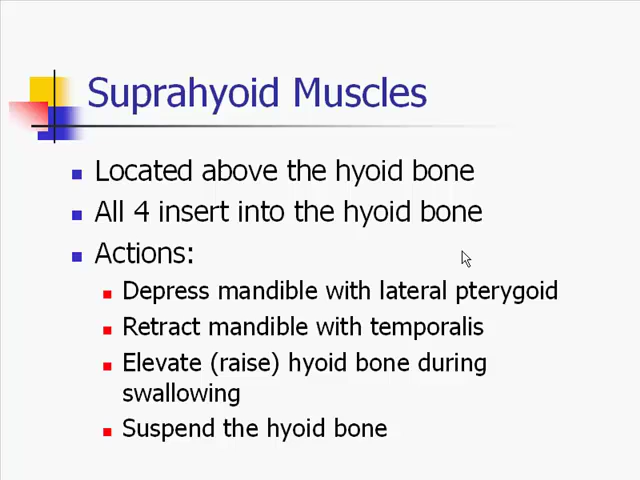 Suprahyoid Muscles
Located above the hyoid bone
All 4 insert into the hyoid bone
Actions:
Depress mandible with lateral pterygoid
Retract mandible with temporalis
Elevate (raise) hyoid bone during
swallowing
Suspend the hyoid bone